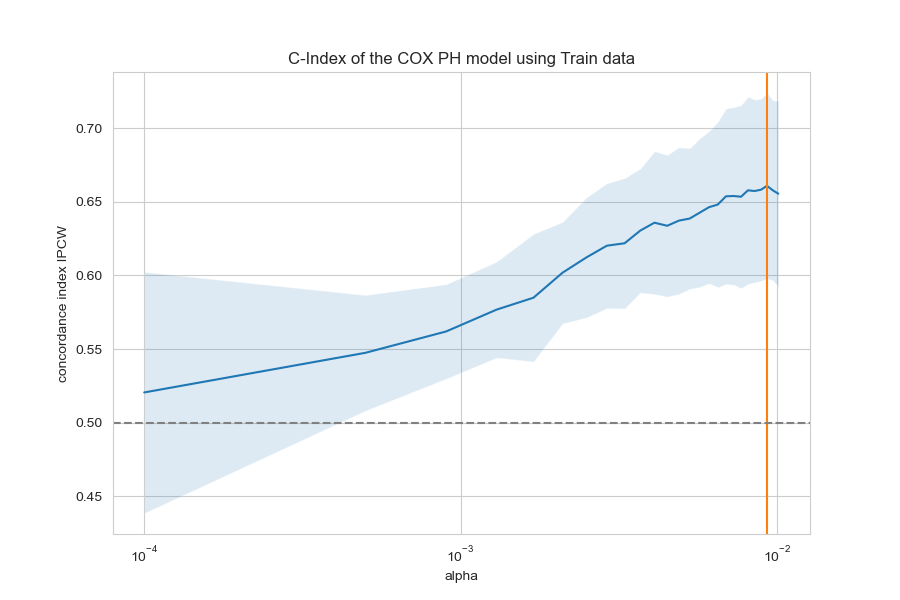 C-Index of the COX PH model using Train data
concordance index IPCW
0.70
0.65
0.60
0.55
0.50
0.45
10⁻⁴ 10⁻³ 10⁻²
alpha